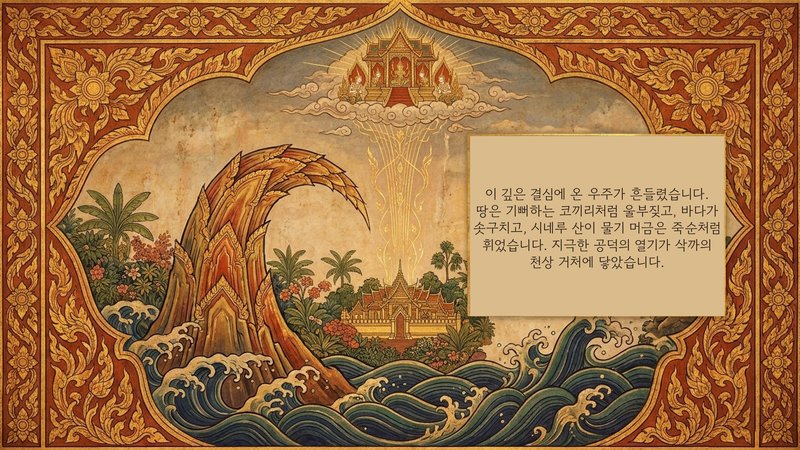 이 깊은 결심에 온 우주가 흔들렸습니다.
땅은 기뻐하는 코끼리처럼 울부짖고, 바다가
솟구치고, 시네루 산이 물기 머금은 죽순처럼
휘었습니다. 지극한 공덕의 열기가 삭까의
천상 거처에 닿았습니다.